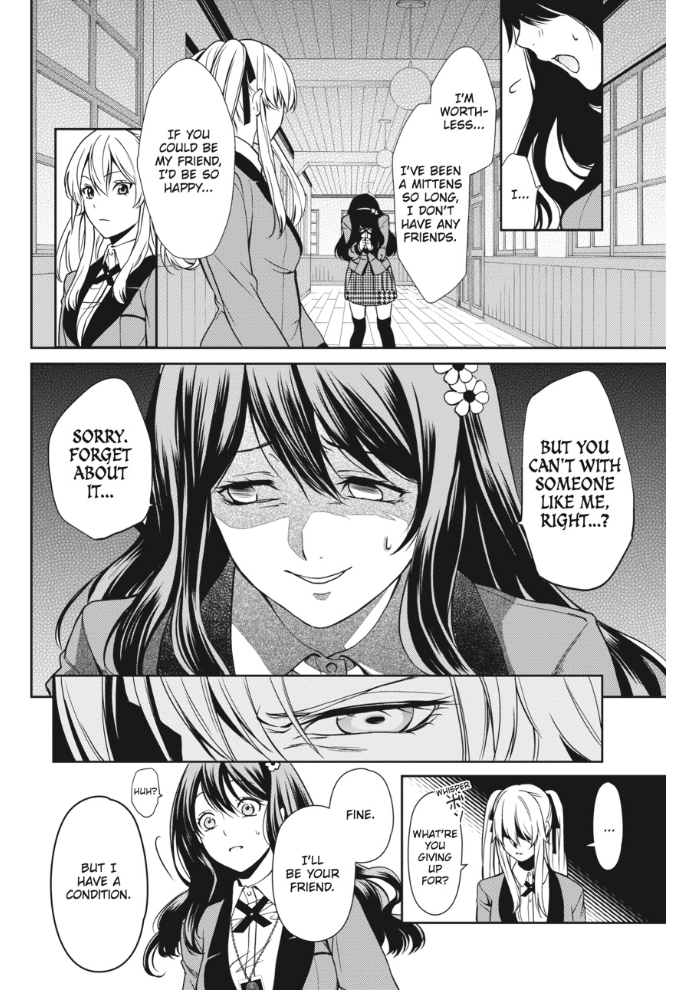 I...
I'M
WORTH-
LESS...
I'VE BEEN
A MITTENS
SO LONG,
I DON'T
HAVE ANY
FRIENDS.
IF YOU
COULD BE
MY FRIEND,
I'D BE SO
HAPPY...
BUT YOU
CAN'T WITH
SOMEONE
LIKE ME,
RIGHT...?
SORRY.
FORGET
ABOUT
IT...
...
WHISPER
ボソ
WHAT'RE
YOU
GIVING
UP
FOR?
FINE.
I'LL
BE YOUR
FRIEND.
HUH?
BUT I
HAVE A
CONDITION.